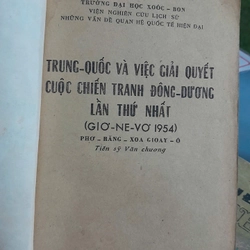 TRƯỜNG ĐẠI HỌC XOÓC-BON
VIỆN NGHIÊN CỨU LỊCH SỬ
NHỮNG VẤN ĐỀ QUAN HỆ QUỐC TẾ HIỆN ĐẠI
TRUNG-QUỐC VÀ VIỆC GIẢI QUYẾT
CUỘC CHIẾN TRANH ĐÔNG-DƯƠNG
LẦN THỨ NHẤT
(GIƠ-NE-VƠ 1954)
PHƠ-RĂNG-XOA GIOAY-Ô
Tiến sỹ Văn chương